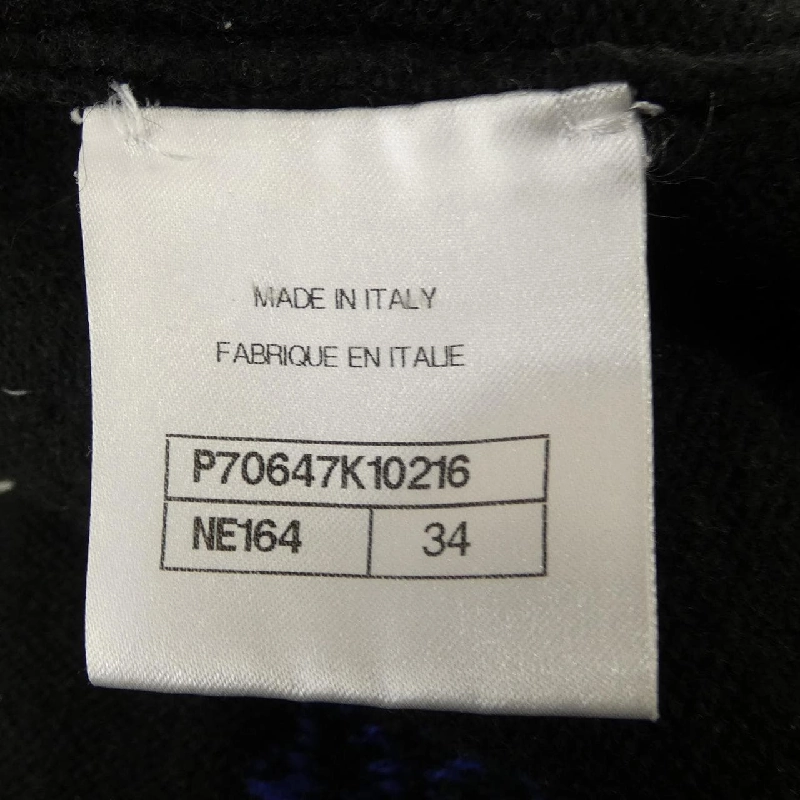 MADE IN ITALY
FABRIQUE EN ITALIE
P70647K10216
NE164 34